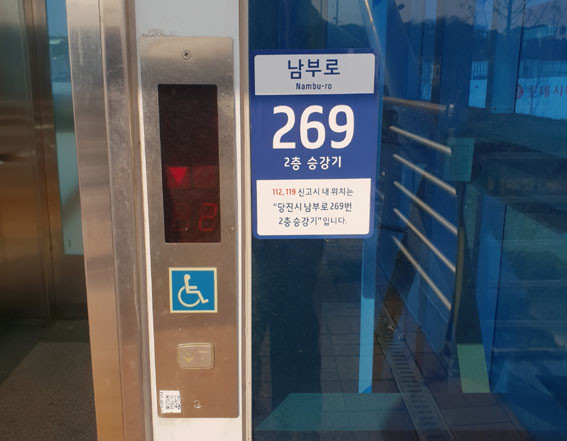 남부로
Nambu-ro
269
2층 승강기
112, 119 신고시 내 위치는
"당진시 남부로 269번
2층 승강기" 입니다.
2